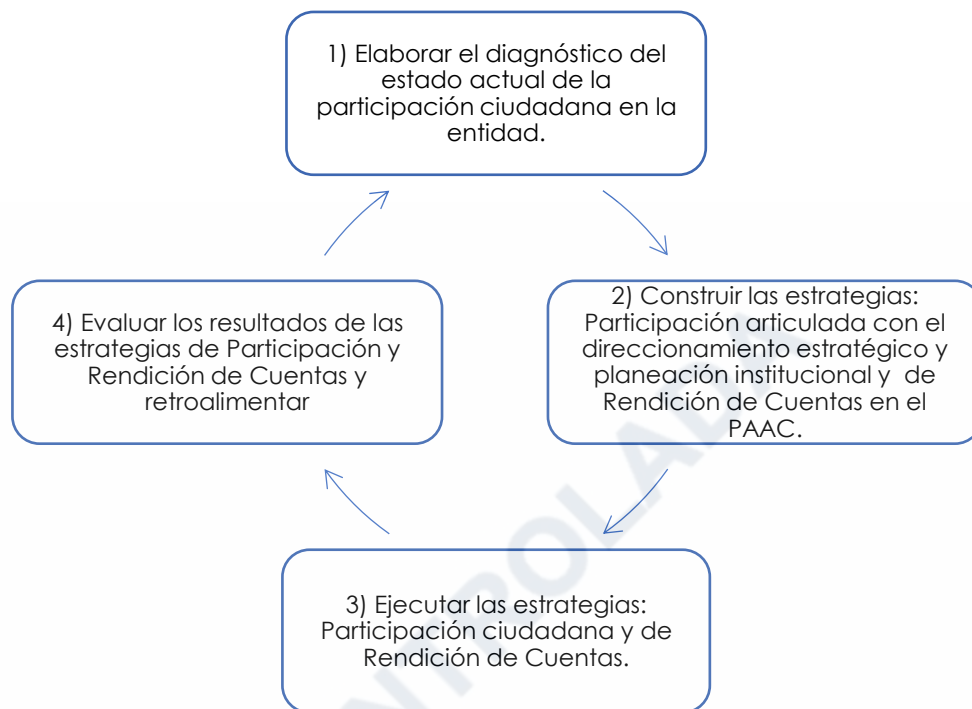 1) Elaborar el diagnóstico del
estado actual de la
participación ciudadana en la
entidad.
2) Construir las estrategias:
Participación articulada con el
direccionamiento estratégico y
planeación institucional y  de
Rendición de Cuentas en el
PAAC.
3) Ejecutar las estrategias:
Participación ciudadana y de
Rendición de Cuentas.
4) Evaluar los resultados de las
estrategias de Participación y
Rendición de Cuentas y
retroalimentar
NTROLADA